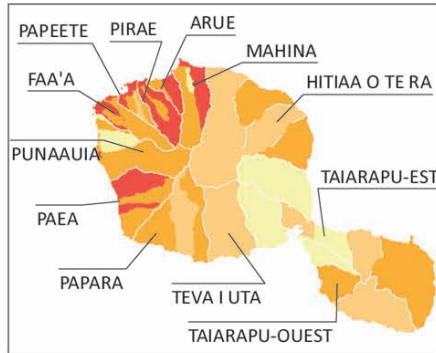 ARUE
PIRAE
PAPEETE
MAHINA
FAA'A
HITIAA O TE RA
PUNAAUIA
TAIARAPU-EST
PAEA
PAPARA
TEVA I UTA
TAIARAPU-OUEST